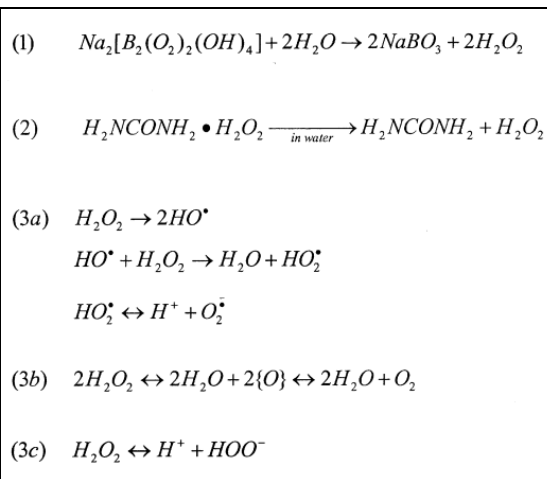 (1) Na₂[B₂(O₂)₂(OH)₄]+2H₂O→2NaBO₃+2H₂O₂
(2) H₂NCONH₂•H₂O₂ ⟶ in water H₂NCONH₂+H₂O₂
(3a) H₂O₂→2HO•
HO•+H₂O₂→H₂O+HO₂•
HO₂•↔H⁺+O₂•⁻
(3b) 2H₂O₂↔2H₂O+2{O}↔2H₂O+O₂
(3c) H₂O₂↔H⁺+HOO⁻